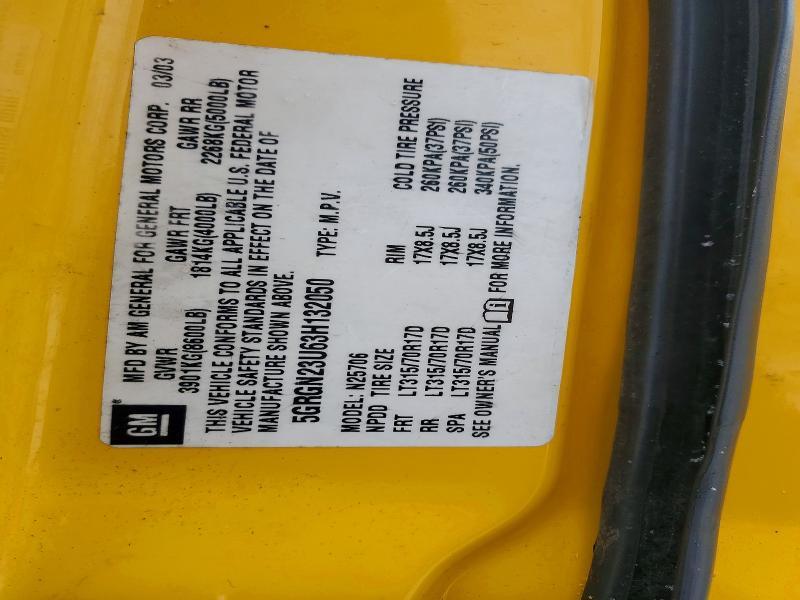 GM
MFD BY AM GENERAL FOR GENERAL MOTORS CORP. 03/03
GVWR GAWR FRT GAWR RR
3901KG(8600LB) 1814KG(4000LB) 2268KG(5000LB)
THIS VEHICLE CONFORMS TO ALL APPLICABLE U.S. FEDERAL MOTOR
VEHICLE SAFETY STANDARDS IN EFFECT ON THE DATE OF
MANUFACTURE SHOWN ABOVE.
5GRGN23U63H132050 TYPE: M.P.V.
MODEL: N25706
NPDD TIRE SIZE RIM COLD TIRE PRESSURE
FRT LT315/70R17D 17X8.5J 260KPA(37PSI)
RR LT315/70R17D 17X8.5J 260KPA(37PSI)
SPA LT315/70R17D 17X8.5J 340KPA(50PSI)
SEE OWNER'S MANUAL FOR MORE INFORMATION.